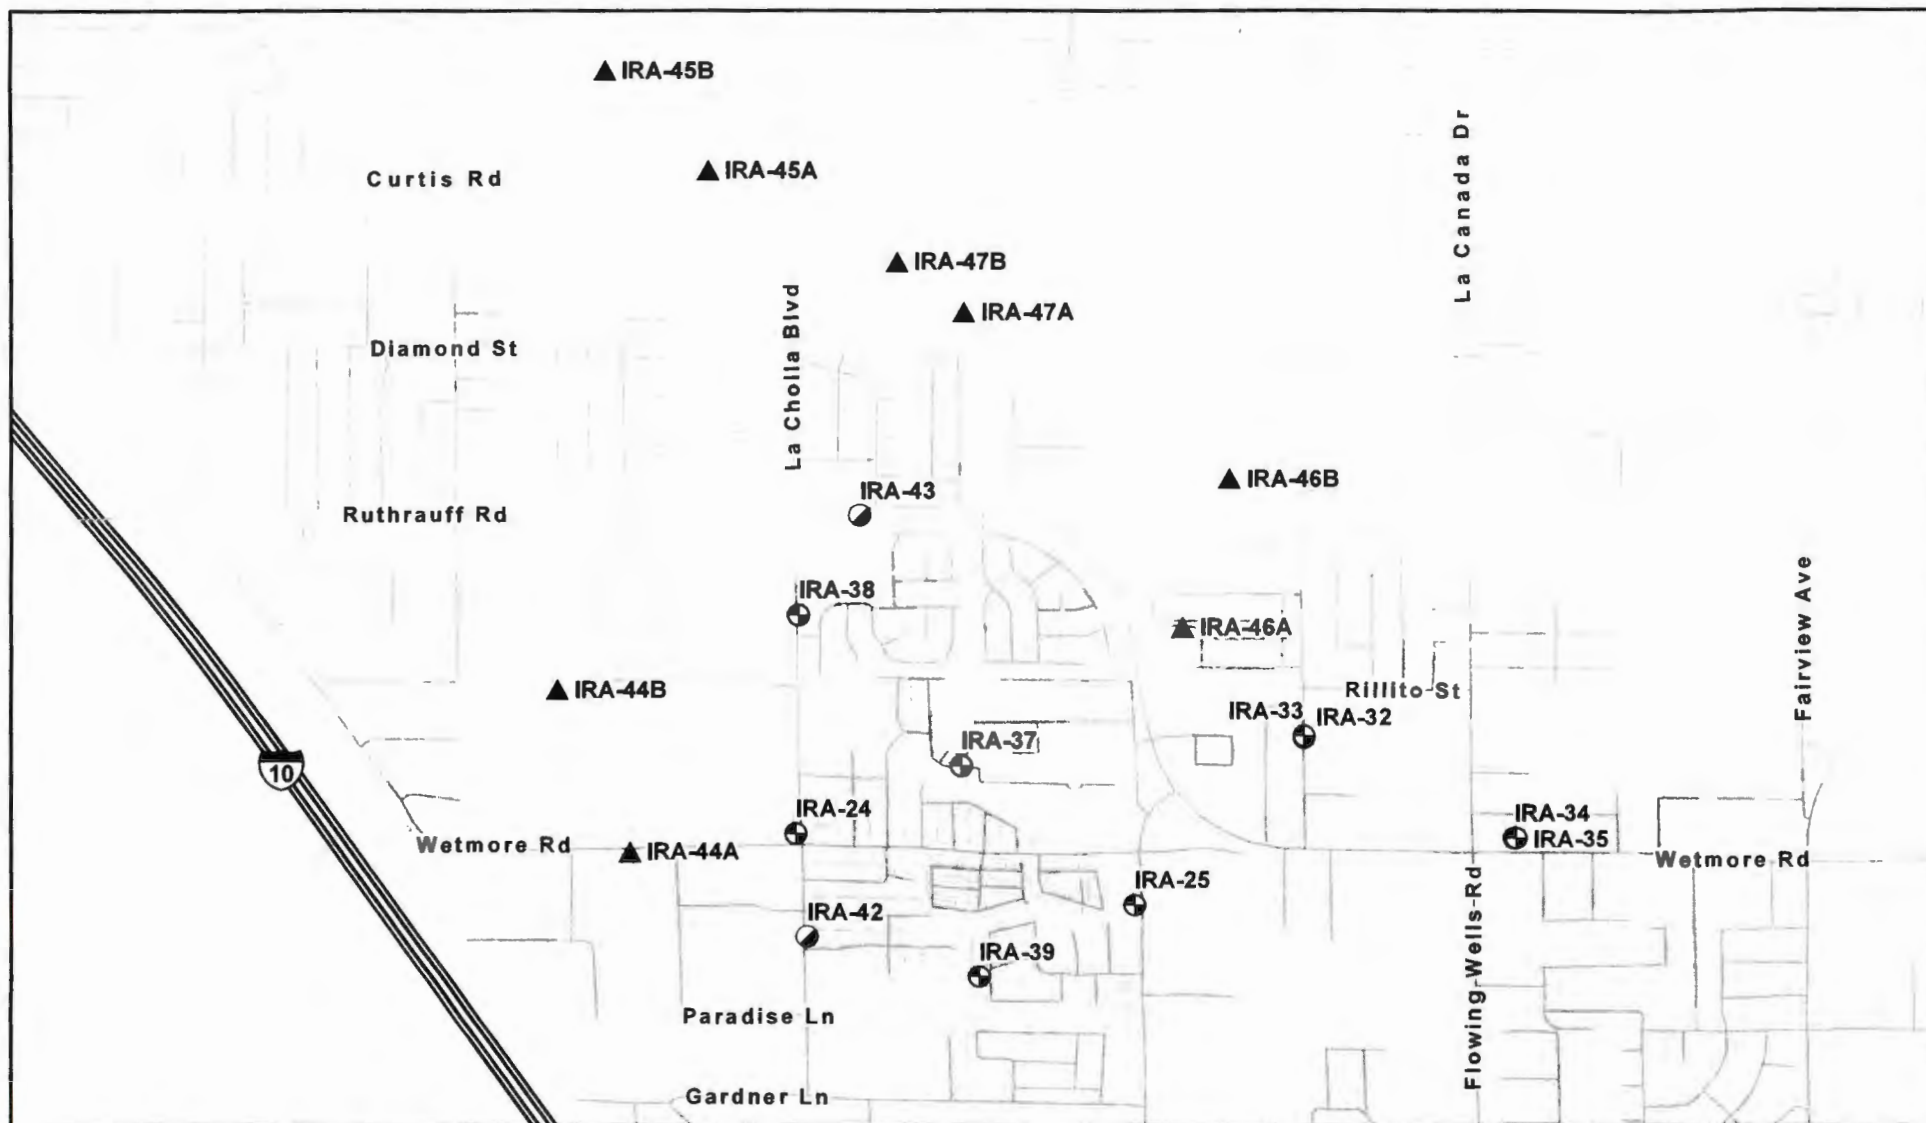 IRA-45B
IRA-45A
Curtis Rd
La Canada Dr
IRA-47B
IRA-47A
La Cholla Blvd
Diamond St
IRA-43
IRA-46B
Ruthrauff Rd
IRA-38
IRA-46A
Fairview Ave
IRA-44B
Rillito St
IRA-33
IRA-32
IRA-37
10
IRA-24
IRA-34
IRA-35
Wetmore Rd
IRA-44A
Wetmore Rd
IRA-25
IRA-42
Flowing Wells Rd
IRA-39
Paradise Ln
Gardner Ln